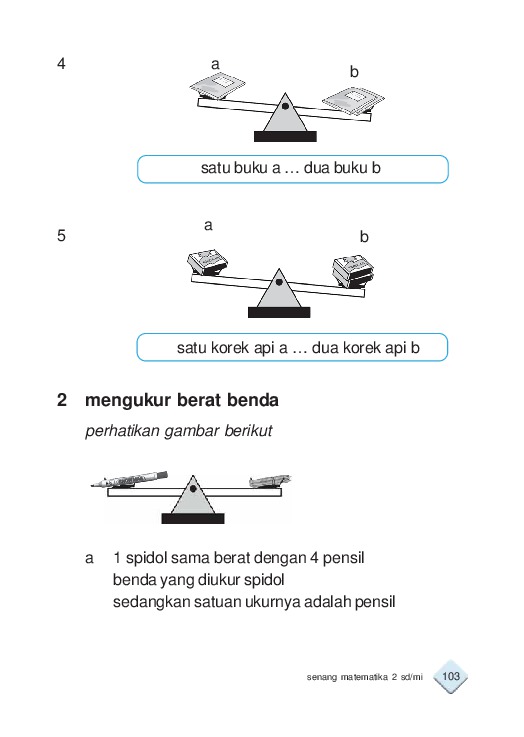 4
a
b
satu buku a … dua buku b
5
a
b
satu korek api a … dua korek api b
2 mengukur berat benda
perhatikan gambar berikut
a 1 spidol sama berat dengan 4 pensil
benda yang diukur spidol
sedangkan satuan ukurnya adalah pensil
senang matematika 2 sd/mi 103